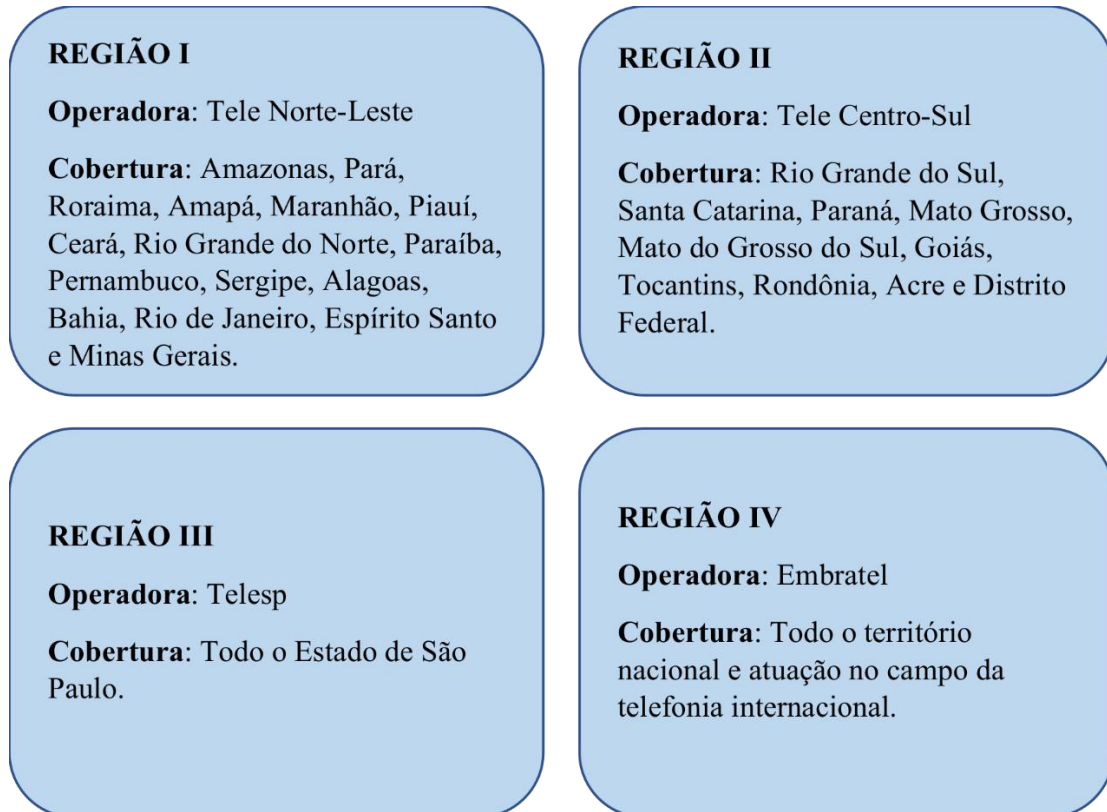 REGIÃO I
Operadora: Tele Norte-Leste
Cobertura: Amazonas, Pará,
Roraima, Amapá, Maranhão, Piauí,
Ceará, Rio Grande do Norte, Paraíba,
Pernambuco, Sergipe, Alagoas,
Bahia, Rio de Janeiro, Espírito Santo
e Minas Gerais.
REGIÃO II
Operadora: Tele Centro-Sul
Cobertura: Rio Grande do Sul,
Santa Catarina, Paraná, Mato Grosso,
Mato do Grosso do Sul, Goiás,
Tocantins, Rondônia, Acre e Distrito
Federal.
REGIÃO III
Operadora: Telesp
Cobertura: Todo o Estado de São
Paulo.
REGIÃO IV
Operadora: Embratel
Cobertura: Todo o território
nacional e atuação no campo da
telefonia internacional.